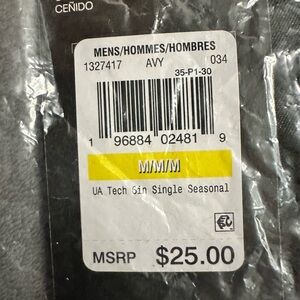 CEÑIDO
MENS/HOMMES/HOMBRES
1327417 AVY 034
35-P1-30
1 96884 02481 9
M/M/M
UA Tech 6in Single Seasonal
MSRP $25.00